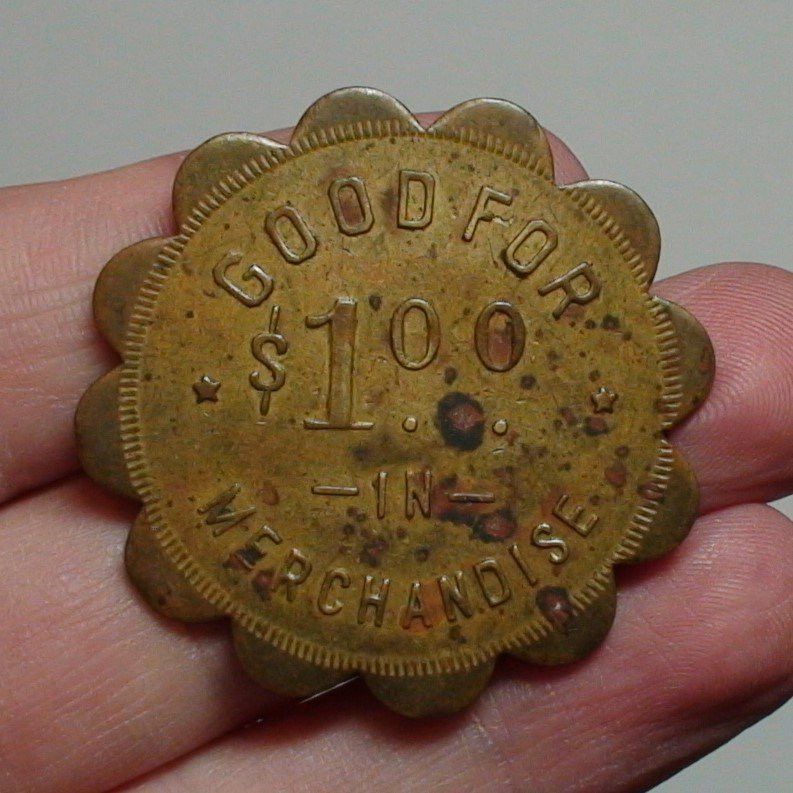 GOOD FOR
$1.00
IN
MERCHANDISE